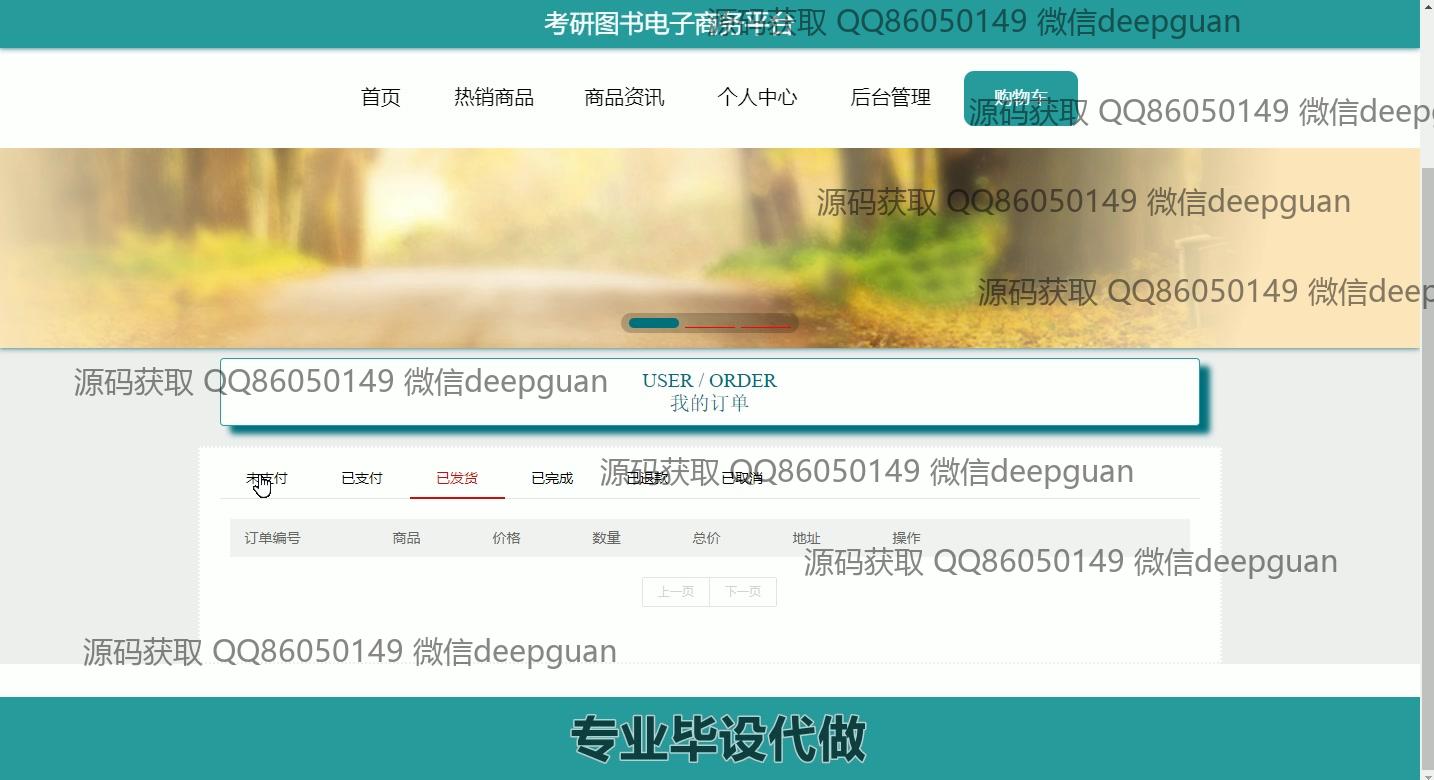 考研图书电子商务平台
源码获取 QQ86050149 微信deepguan
首页 热销商品 商品资讯 个人中心 后台管理 购物车
源码获取 QQ86050149 微信deepg
源码获取 QQ86050149 微信deepguan
源码获取 QQ86050149 微信deep
源码获取 QQ86050149 微信deepguan
USER / ORDER
我的订单
未支付 已支付 已发货 已完成 已退款 已取消
源码获取 QQ86050149 微信deepguan
订单编号 商品 价格 数量 总价 地址 操作
源码获取 QQ86050149 微信deepguan
上一页 下一页
源码获取 QQ86050149 微信deepguan
专业毕设代做